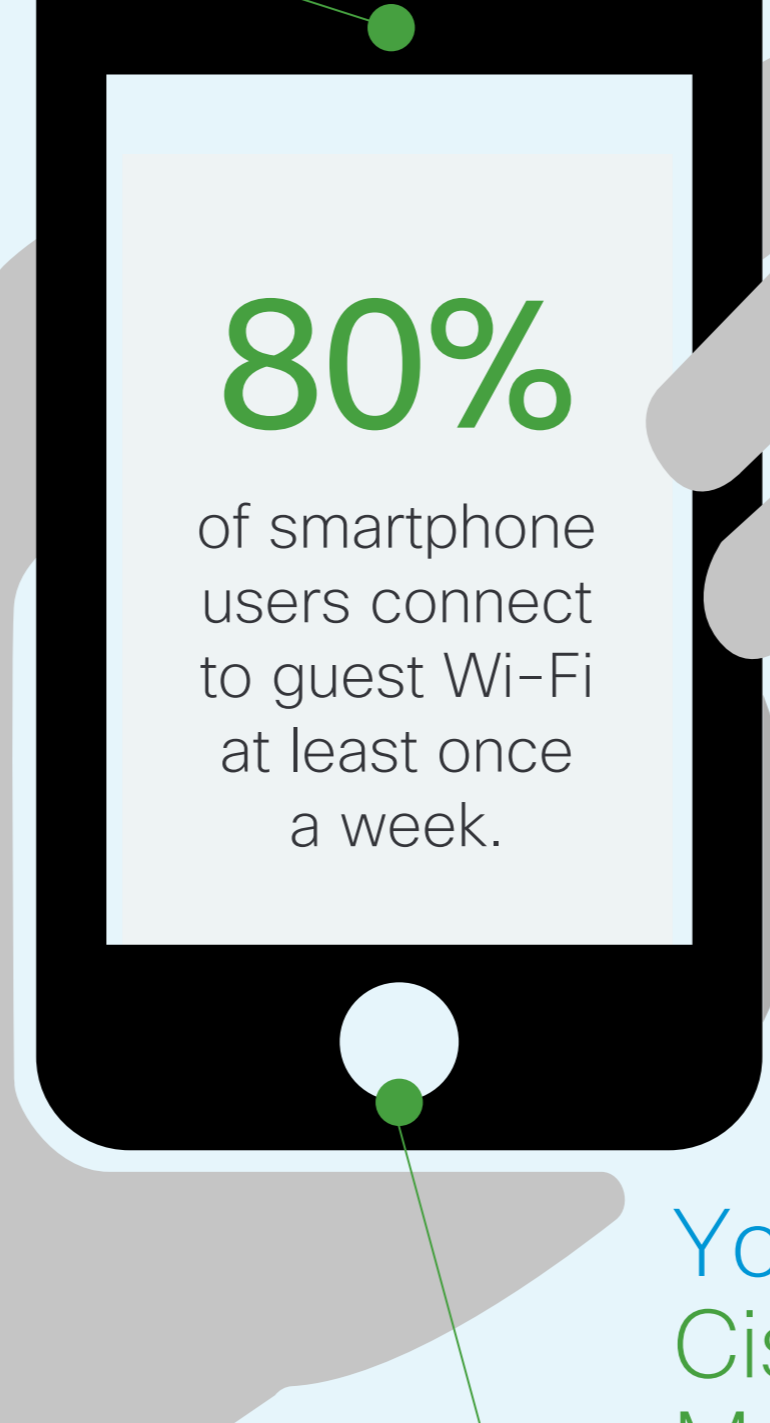 80%
of smartphone
users connect
to guest Wi-Fi
at least once
a week.